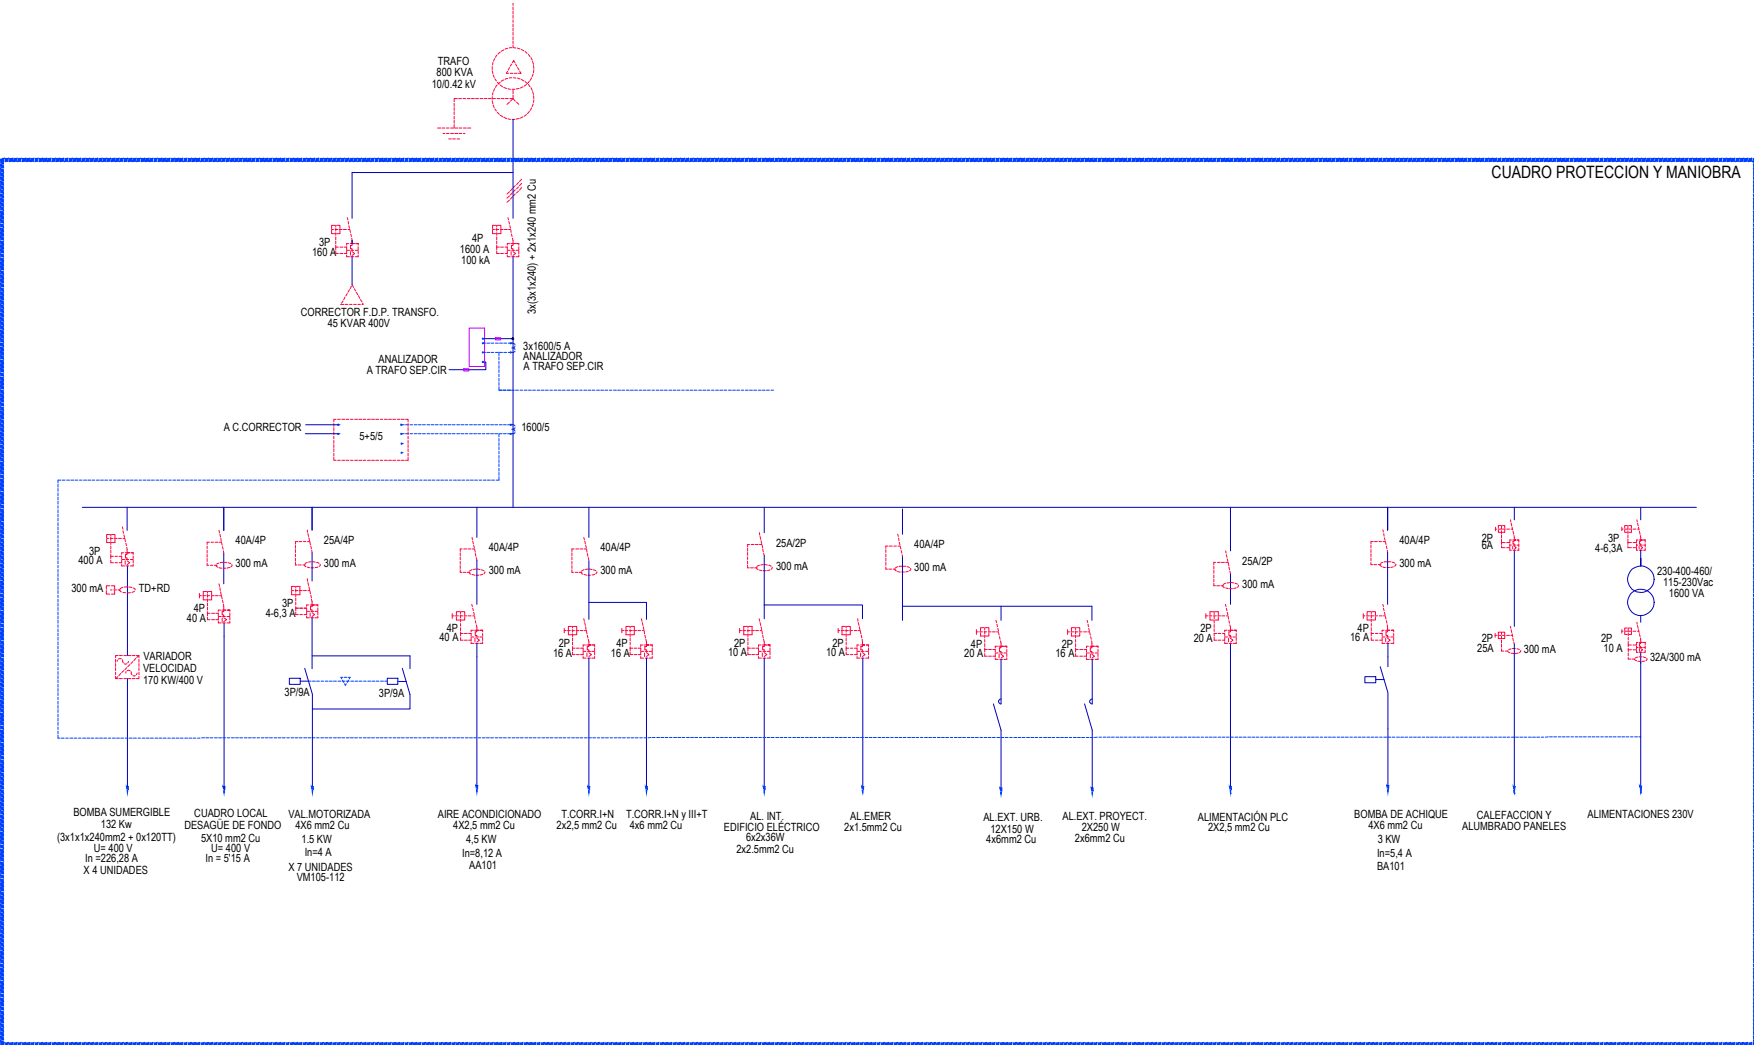 TRAFO
800 KVA
10/0.42 kV
CUADRO PROTECCION Y MANIOBRA
3P
160 A
4P
1600 A
100 kA
3x(3x1x240) + 2x1x240 mm2 Cu
CORRECTOR F.D.P. TRANSFO.
45 KVAR 400V
ANALIZADOR
A TRAFO SEP.CIR
3x1600/5 A
ANALIZADOR
A TRAFO SEP.CIR
A C.CORRECTOR
5+5/5
1600/5
3P
400 A
300 mA
TD+RD
VARIADOR
VELOCIDAD
170 KW/400 V
40A/4P
300 mA
4P
40 A
25A/4P
300 mA
3P
4-6,3 A
3P/9A
3P/9A
40A/4P
300 mA
4P
40 A
40A/4P
300 mA
2P
16 A
4P
16 A
25A/2P
300 mA
2P
10 A
2P
10 A
40A/4P
300 mA
4P
20 A
2P
16 A
25A/2P
300 mA
2P
20 A
40A/4P
300 mA
4P
16 A
2P
6A
2P
25A
300 mA
3P
4-6,3A
230-400-460/
115-230Vac
1600 VA
2P
10 A
32A/300 mA
BOMBA SUMERGIBLE
132 Kw
(3x1x1x240mm2 + 0x120TT)
U= 400 V
In =226,28 A
X 4 UNIDADES
CUADRO LOCAL
DESAGÜE DE FONDO
5X10 mm2 Cu
U= 400 V
In = 5'15 A
VAL.MOTORIZADA
4X6 mm2 Cu
1.5 KW
In=4 A
X 7 UNIDADES
VM105-112
AIRE ACONDICIONADO
4X2,5 mm2 Cu
4,5 KW
In=8,12 A
AA101
T.CORR.I+N
2x2,5 mm2 Cu
T.CORR.I+N y III+T
4x6 mm2 Cu
AL. INT.
EDIFICIO ELÉCTRICO
6x2x36W
2x2.5mm2 Cu
AL.EMER
2x1.5mm2 Cu
AL.EXT. URB.
12X150 W
4x6mm2 Cu
AL.EXT. PROYECT.
2X250 W
2x6mm2 Cu
ALIMENTACIÓN PLC
2X2,5 mm2 Cu
BOMBA DE ACHIQUE
4X6 mm2 Cu
3 KW
In=5,4 A
BA101
CALEFACCION Y
ALUMBRADO PANELES
ALIMENTACIONES 230V